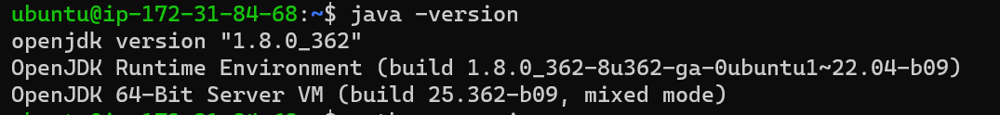 ubuntu@ip-172-31-84-68:~$ java -version
openjdk version "1.8.0_362"
OpenJDK Runtime Environment (build 1.8.0_362-8u362-ga-0ubuntu1~22.04-b09)
OpenJDK 64-Bit Server VM (build 25.362-b09, mixed mode)